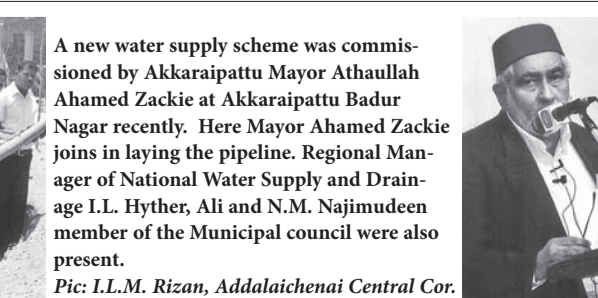 A new water supply scheme was commis-
sioned by Akkaraipattu Mayor Athaullah
Ahamed Zackie at Akkaraipattu Badur
Nagar recently.  Here Mayor Ahamed Zackie
joins in laying the pipeline. Regional Man-
ager of National Water Supply and Drain-
age I.L. Hyther, Ali and N.M. Najimudeen
member of the Municipal council were also
present.
Pic: I.L.M. Rizan, Addalaichenai Central Cor.